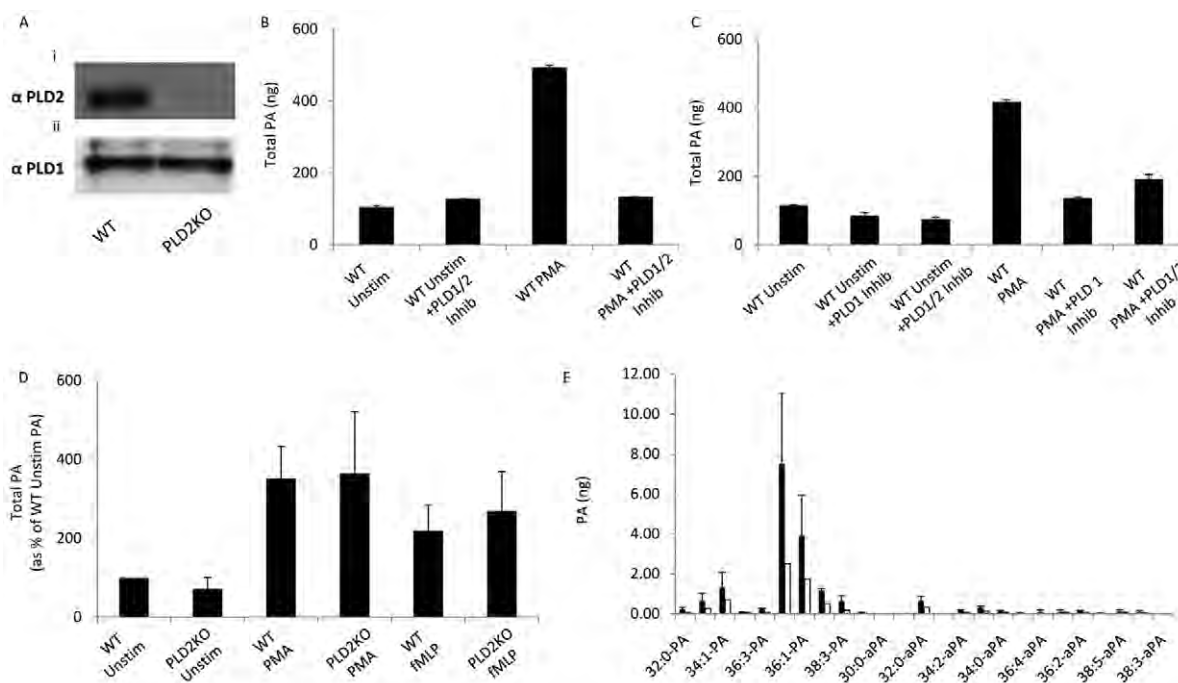 A
i
α PLD2
ii
α PLD1
WT
PLD2KO
B
600
400
200
0
Total PA (ng)
WT
Unstim
WT Unstim
+PLD1/2
Inhib
WT PMA
WT
PMA +PLD1/2
Inhib
C
600
400
200
0
Total PA (ng)
WT Unstim
WT Unstim
+PLD1 Inhib
WT Unstim
+PLD1/2 Inhib
WT
PMA
WT
PMA +PLD 1
Inhib
WT
PMA +PLD1/2
Inhib
D
600
400
200
0
Total PA
(as % of WT Unstim PA)
WT
Unstim
PLD2KO
Unstim
WT
PMA
PLD2KO
PMA
WT
fMLP
PLD2KO
fMLP
E
12.00
10.00
8.00
6.00
4.00
2.00
0.00
PA (ng)
32:0-PA
34:1-PA
36:3-PA
36:1-PA
38:3-PA
30:0-aPA
32:0-aPA
34:2-aPA
34:0-aPA
36:4-aPA
36:2-aPA
38:5-aPA
38:3-aPA